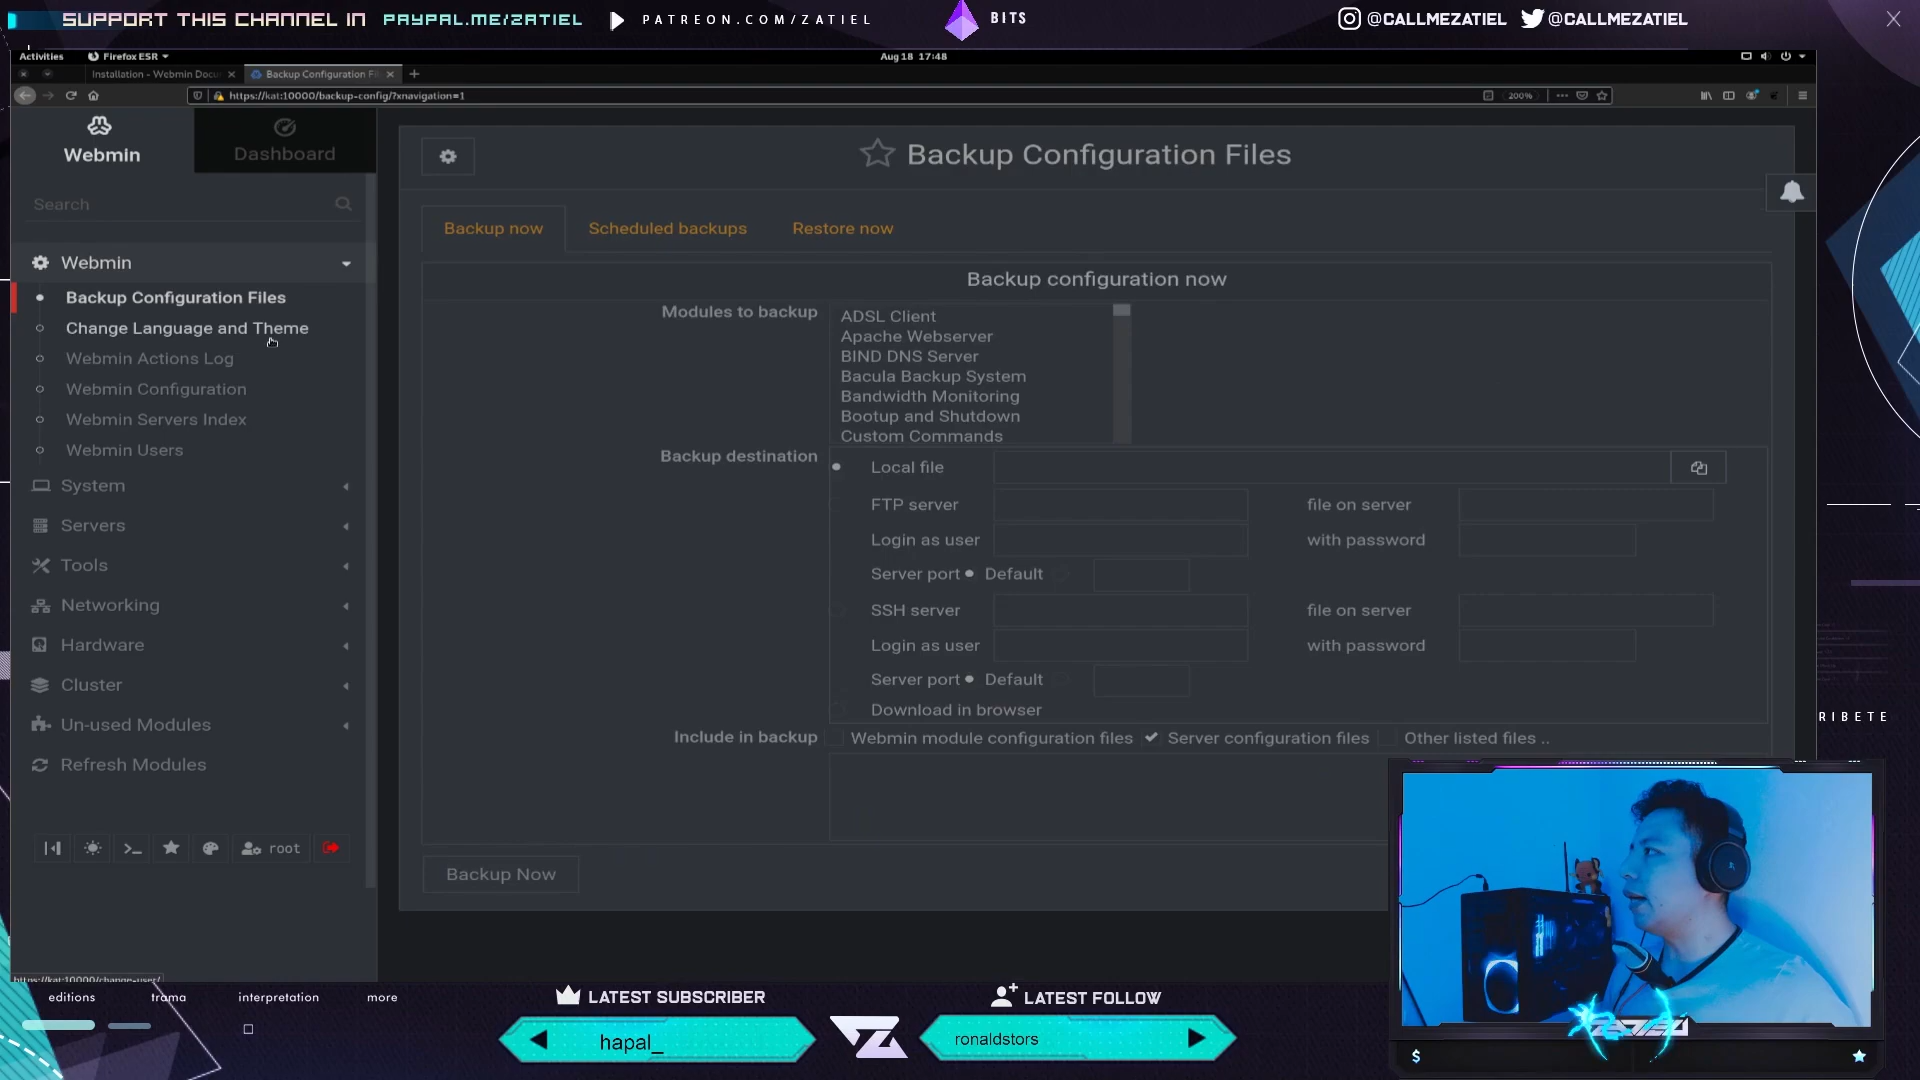 SUPPORT THIS CHANNEL IN PAYPAL.ME/ZATIEL PATREON.COM/ZATIEL BITS @CALLMEZATIEL @CALLMEZATIEL
Activities Firefox ESR Aug 18 17:48
Installation - Webmin Docu Backup Configuration Fi
https://kat:10000/backup-config/?xnavigation=1 200%
Webmin
Dashboard
Search
Webmin
Backup Configuration Files
Change Language and Theme
Webmin Actions Log
Webmin Configuration
Webmin Servers Index
Webmin Users
System
Servers
Tools
Networking
Hardware
Cluster
Un-used Modules
Refresh Modules
root
https://kat:10000/change-user/
Backup Configuration Files
Backup now Scheduled backups Restore now
Backup configuration now
Modules to backup
ADSL Client
Apache Webserver
BIND DNS Server
Bacula Backup System
Bandwidth Monitoring
Bootup and Shutdown
Custom Commands
Backup destination
Local file
FTP server file on server
Login as user with password
Server port Default
SSH server file on server
Login as user with password
Server port Default
Download in browser
Include in backup Webmin module configuration files Server configuration files Other listed files ..
Backup Now
RIBETE
editions trama interpretation more
LATEST SUBSCRIBER
hapal_
LATEST FOLLOW
ronaldstors
$